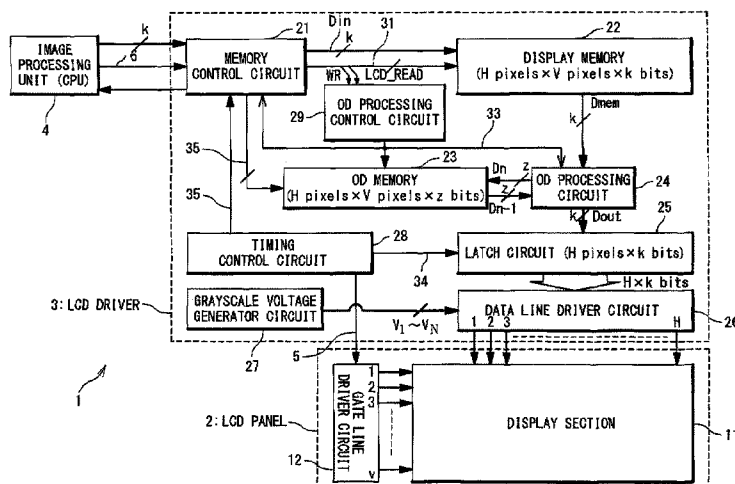 k
6
IMAGE
PROCESSING
UNIT (CPU)
4
21
MEMORY
CONTROL CIRCUIT
Din
k
31
WR
LCD_READ
22
DISPLAY MEMORY
(H pixels×V pixels×k bits)
OD PROCESSING
CONTROL CIRCUIT
29
33
k
Dmem
35
35
23
OD MEMORY
(H pixels×V pixels×z bits)
Dn
z
z
Dn-1
OD PROCESSING
CIRCUIT
24
k
Dout
25
TIMING
CONTROL CIRCUIT
28
34
LATCH CIRCUIT (H pixels×k bits)
H×k bits
3:LCD DRIVER
GRAYSCALE VOLTAGE
GENERATOR CIRCUIT
27
V1~VN
DATA LINE DRIVER CIRCUIT
26
1 2 3 H
5
1
2:LCD PANEL
GATE LINE
DRIVER CIRCUIT
12
1
2
3
v
DISPLAY SECTION
11